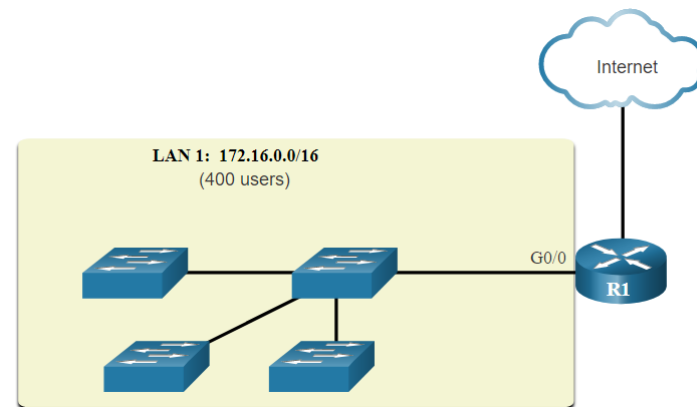 Internet
LAN 1: 172.16.0.0/16
(400 users)
G0/0
R1